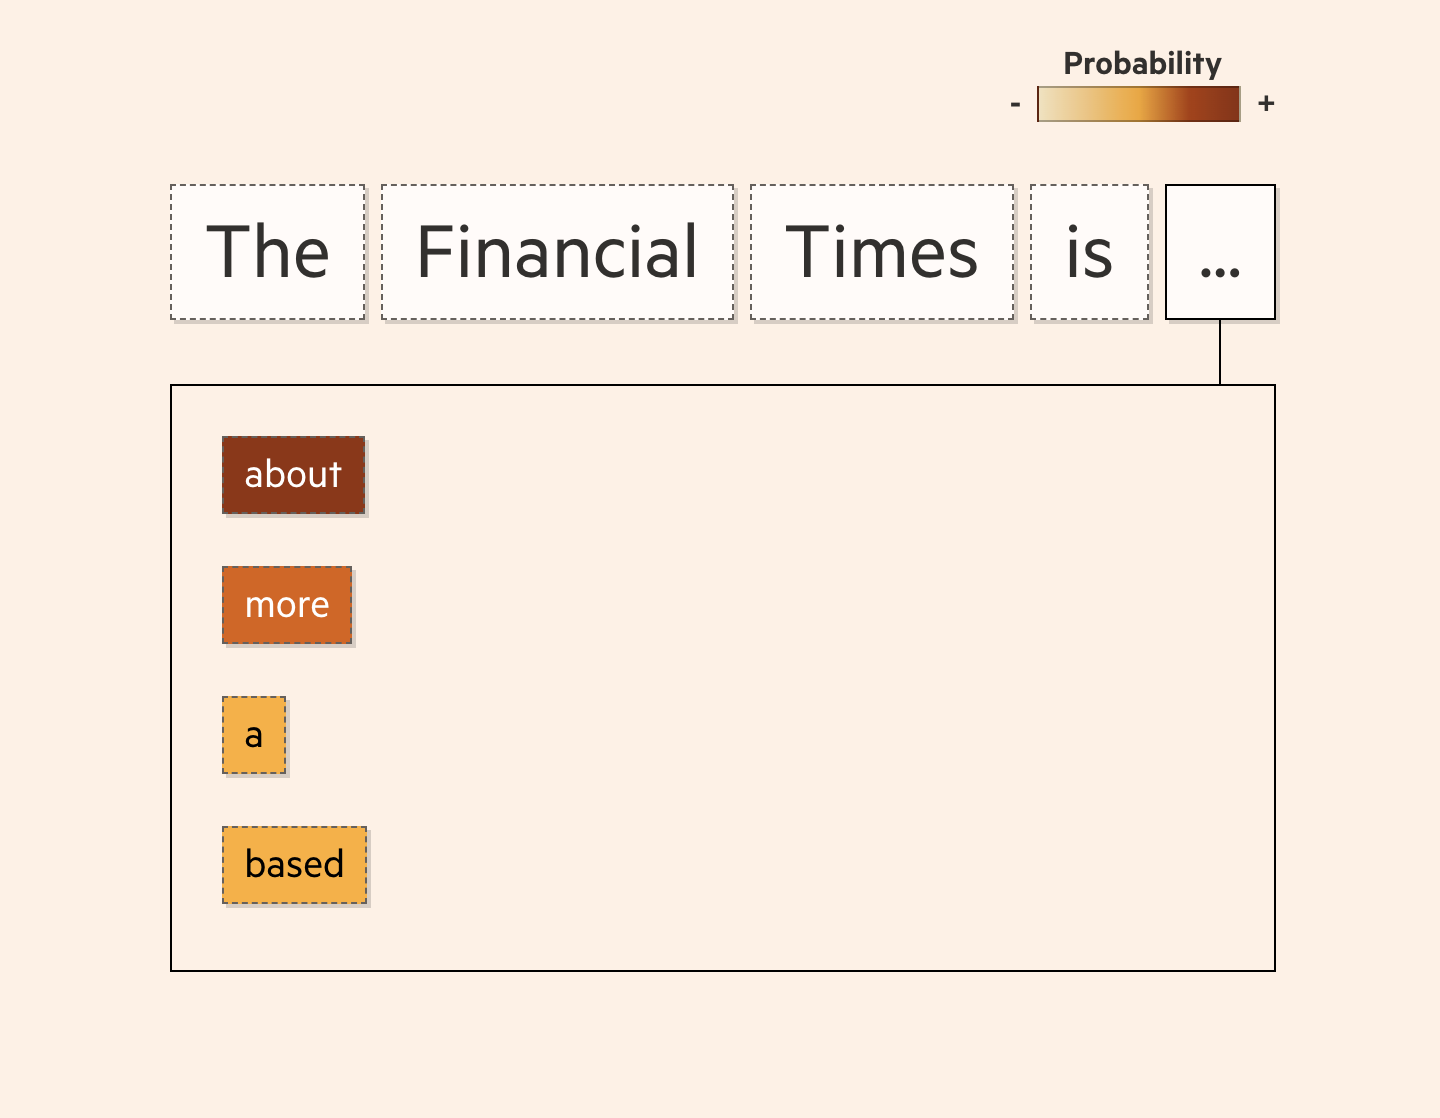 Probability
- +
The Financial Times is ...
about
more
a
based